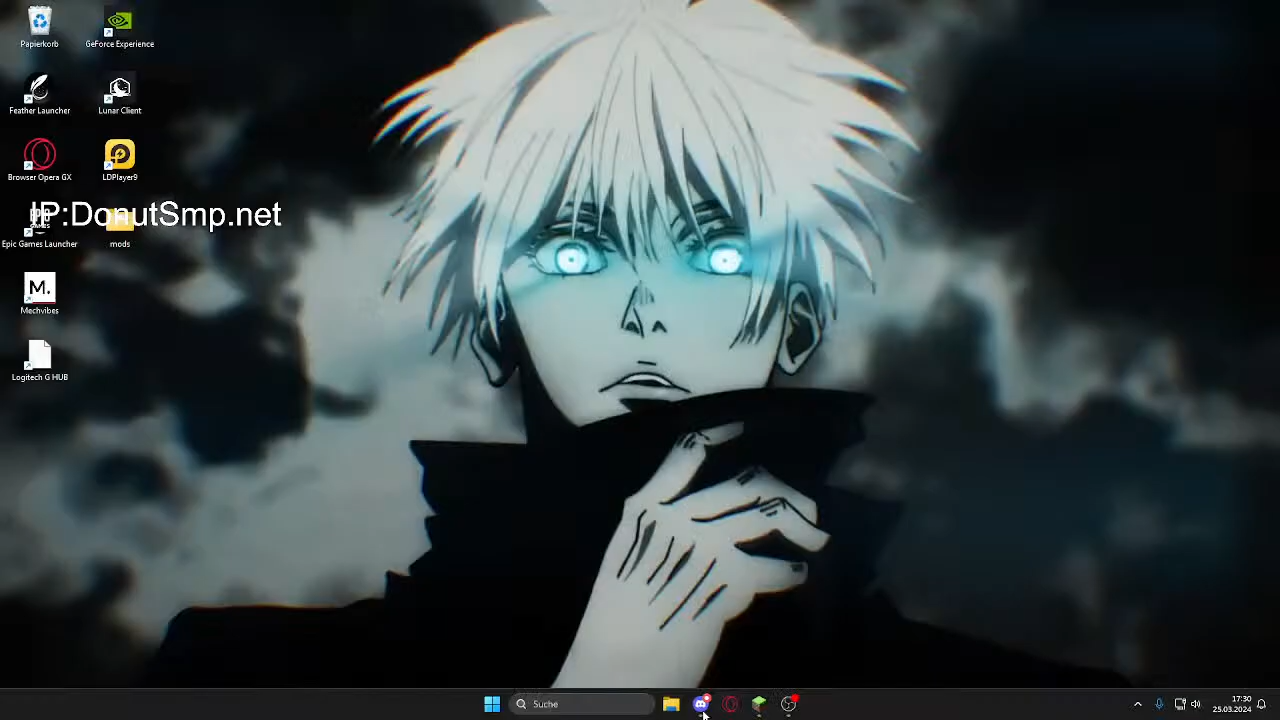 Papierkorb
GeForce Experience
Feather Launcher
Lunar Client
Browser Opera GX
LDPlayer9
IP:DonutSmp.net
Epic Games Launcher
mods
M.
Mechvibes
Logitech G HUB
Suche
17:30
25.03.2024